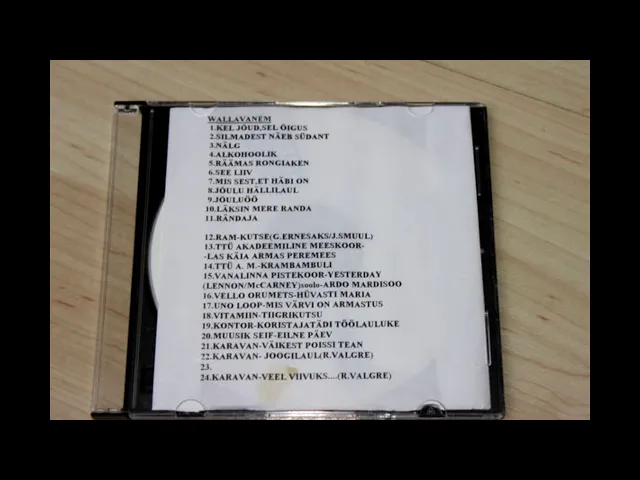 WALLAVANEM
1.KEL JÕUD,SEL ÕIGUS
2.SILMADEST NÄEB SÜDANT
3.NÄLG
4.ALKOHOOLIK
5.RÄÄMAS RONGIAKEN
6.SEE LIIV
7.MIS SEST,ET HÄBI ON
8.JÕULU HÄLLILAUL
9.JÕULUÖÖ
10.LÄKSIN MERE RANDA
11.RÄNDAJA
12.RAM-KUTSE(G.ERNESAKS/J.SMUUL)
13.TTÜ AKADEEMILINE MEESKOOR-
-LAS KÄIA ARMAS PEREMEES
14.TTÜ A. M.-KRAMBAMBULI
15.VANALINNA PISTEKOOR-YESTERDAY
(LENNON/McCARNEY)soolo-ARDO MARDISOO
16.VELLO ORUMETS-HÜVASTI MARIA
17.UNO LOOP-MIS VÄRVI ON ARMASTUS
18.VITAMIIN-TIIGRIKUTSU
19.KONTOR-KORISTAJATÄDI TÖÖLAULUKE
20.MUUSIK SEIF-EILNE PÄEV
21.KARAVAN-VÄIKEST POISSI TEAN
22.KARAVAN- JOOGILAUL(R.VALGRE)
23.
24.KARAVAN-VEEL VIIVUKS....(R.VALGRE)